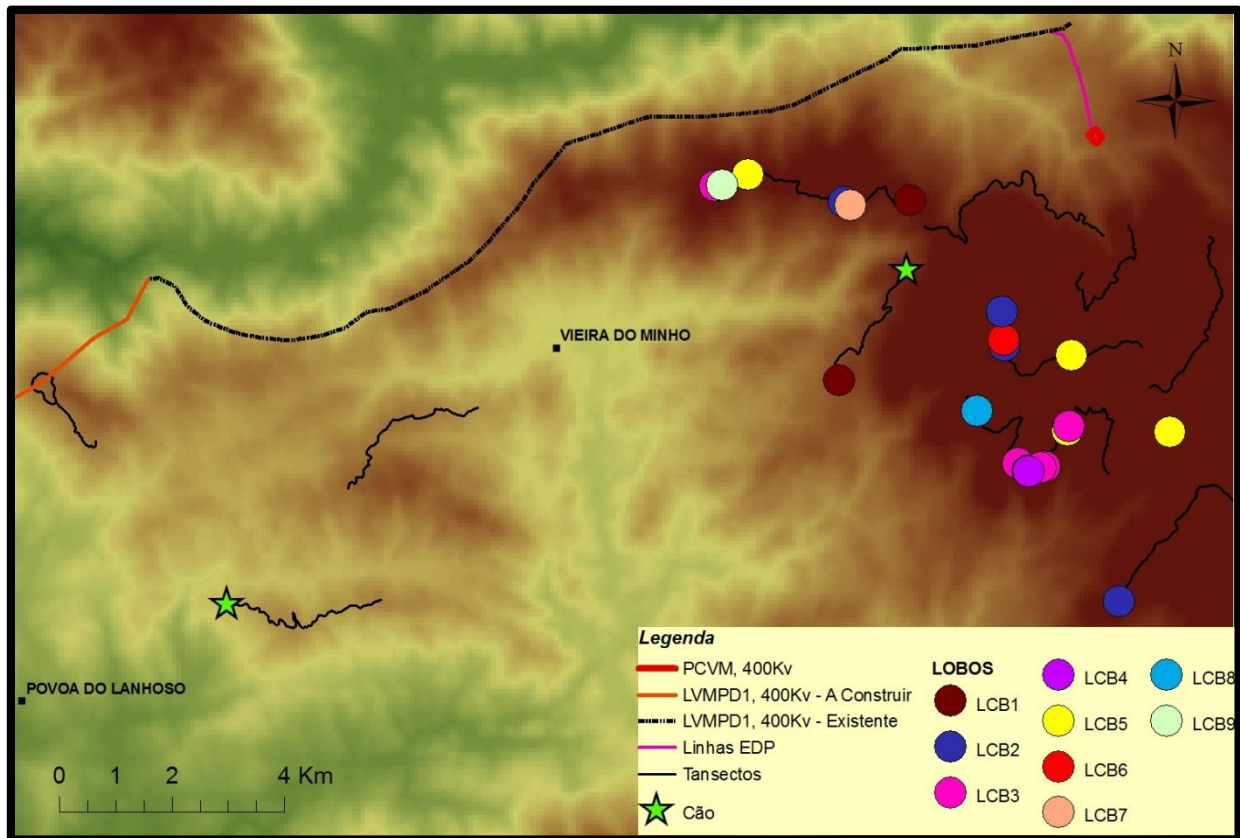 N
VIEIRA DO MINHO
POVOA DO LANHOSO
0 1 2 4 Km
Legenda
PCVM, 400Kv
LVMPD1, 400Kv - A Construir
LVMPD1, 400Kv - Existente
Linhas EDP
Tansectos
Cão
LOBOS
LCB1
LCB2
LCB3
LCB4
LCB5
LCB6
LCB7
LCB8
LCB9